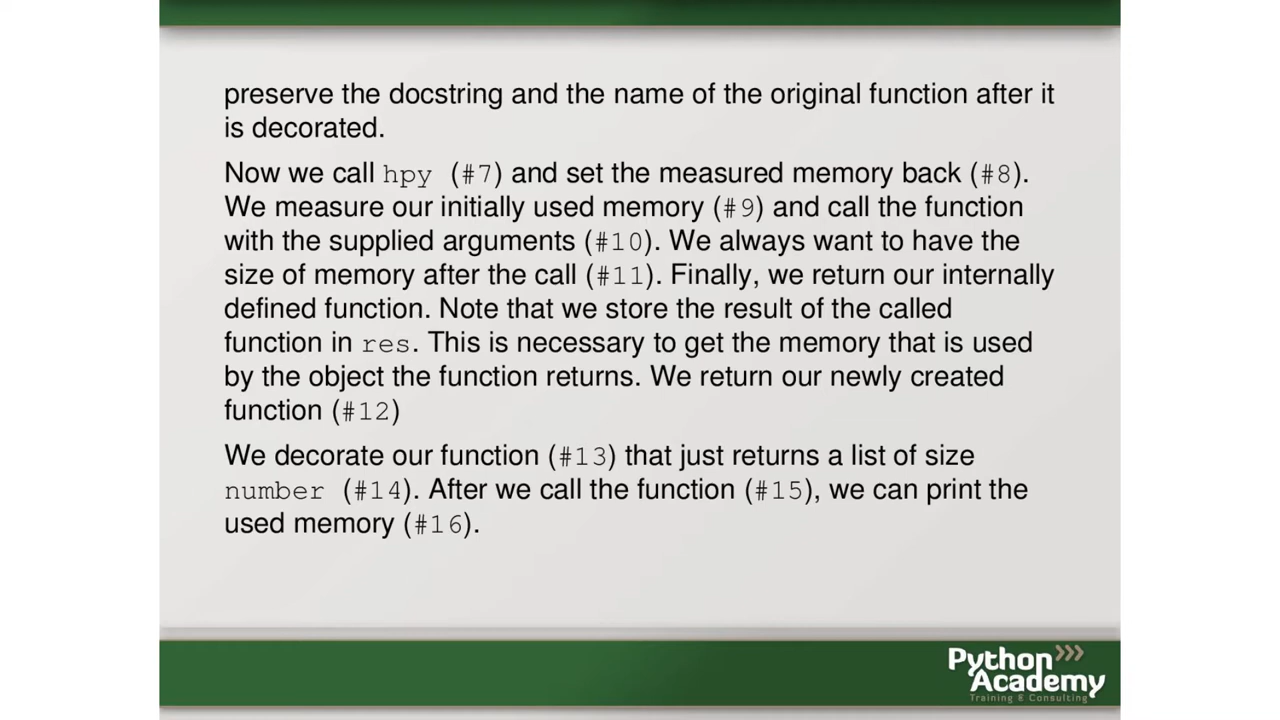 preserve the docstring and the name of the original function after it
is decorated.
Now we call hpy (#7) and set the measured memory back (#8).
We measure our initially used memory (#9) and call the function
with the supplied arguments (#10). We always want to have the
size of memory after the call (#11). Finally, we return our internally
defined function. Note that we store the result of the called
function in res. This is necessary to get the memory that is used
by the object the function returns. We return our newly created
function (#12)
We decorate our function (#13) that just returns a list of size
number (#14). After we call the function (#15), we can print the
used memory (#16).
Python
Academy
Training & Consulting